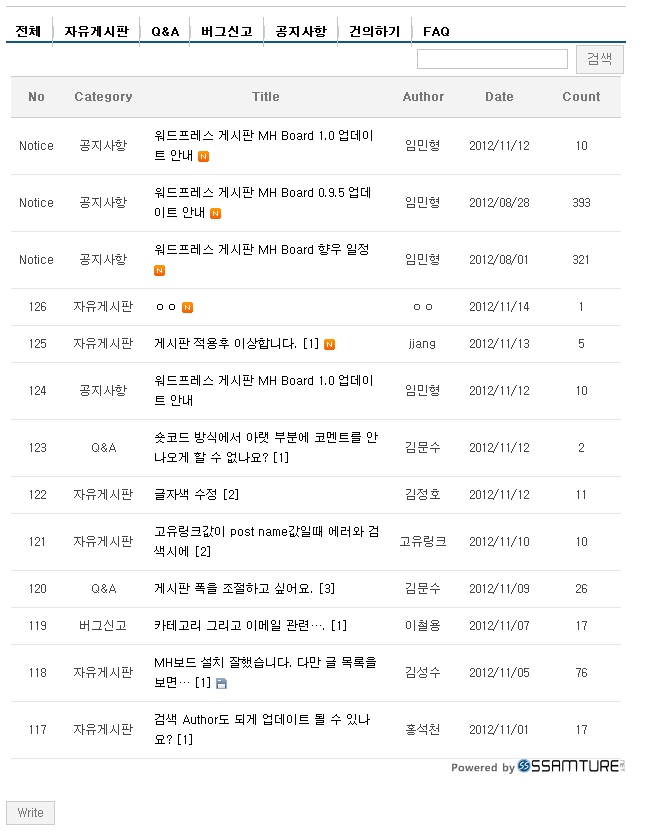 전체 자유게시판 Q&A 버그신고 공지사항 건의하기 FAQ
검색
No Category Title Author Date Count
워드프레스 게시판 MH Board 1.0 업데이
Notice 공지사항 임민형 2012/11/12 10
트 안내 N
워드프레스 게시판 MH Board 0.9.5 업데
Notice 공지사항 임민형 2012/08/28 393
이트 안내 N
워드프레스 게시판 MH Board 향우 일정
Notice 공지사항 임민형 2012/08/01 321
N
126 자유게시판 ㅇㅇ N ㅇㅇ 2012/11/14 1
125 자유게시판 게시판 적용후 이상합니다. [1] N jjang 2012/11/13 5
워드프레스 게시판 MH Board 1.0 업데이
124 공지사항 임민형 2012/11/12 10
트 안내
숏코드 방식에서 아랫 부분에 코멘트를 안
123 Q&A 김문수 2012/11/12 2
나오게 할 수 없나요? [1]
122 자유게시판 글자색 수정 [2] 김정호 2012/11/12 11
고유링크값이 post name값일때 에러와 검
121 자유게시판 고유링크 2012/11/10 10
색시에 [2]
120 Q&A 게시판 폭을 조절하고 싶어요. [3] 김문수 2012/11/09 26
119 버그신고 카테고리 그리고 이메일 관련…. [1] 이철용 2012/11/07 17
MH보드 설치 잘했습니다. 다만 글 목록을
118 자유게시판 김성수 2012/11/05 76
보면… [1]
검색 Author도 되게 업데이트 될 수 있나
117 자유게시판 홍석천 2012/11/01 17
요? [1]
Powered by SSAMTURE
Write